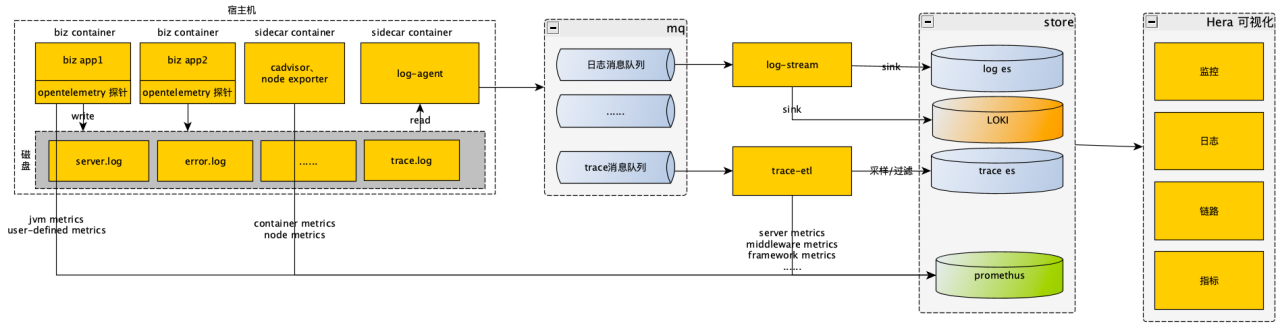 宿主机
biz container
biz container
sidecar container
sidecar container
biz app1
opentelemetry 探针
biz app2
opentelemetry 探针
cadvisor、
node exporter
log-agent
write
read
磁
盘
server.log
error.log
......
trace.log
jvm metrics
user-defined metrics
container metrics
node metrics
mq
日志消息队列
......
trace消息队列
log-stream
sink
sink
trace-etl
采样/过滤
server metrics
middleware metrics
framework metrics
......
store
log es
LOKI
trace es
promethus
Hera 可视化
监控
日志
链路
指标